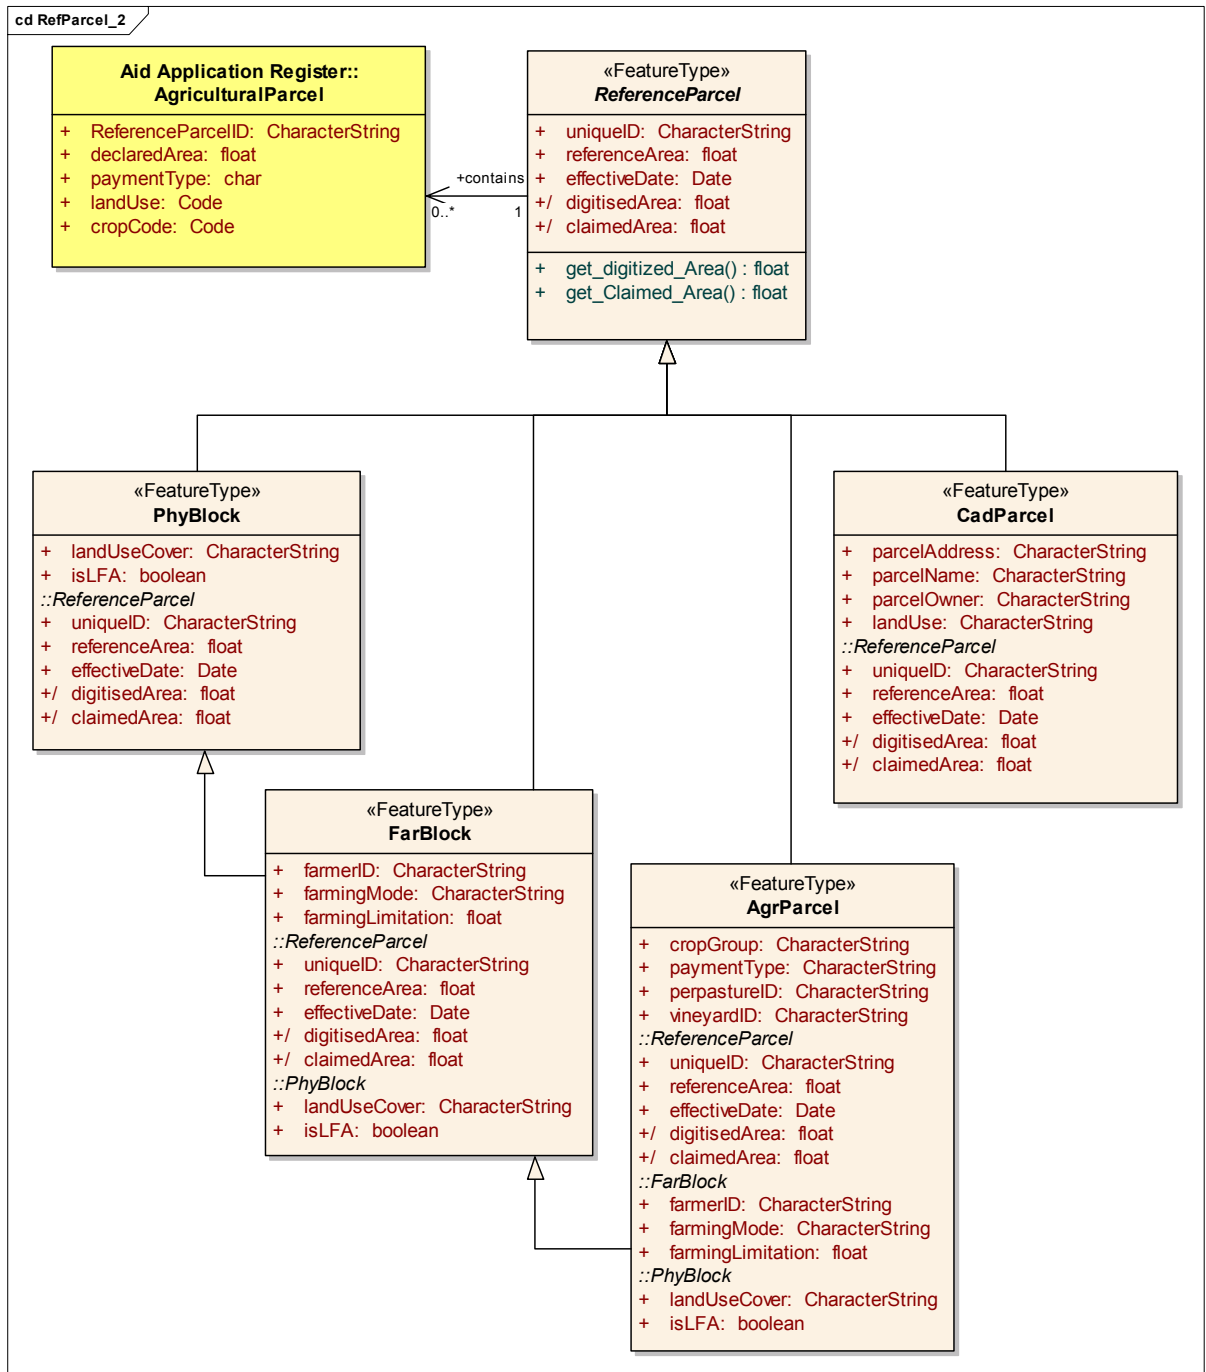 cd RefParcel_2
Aid Application Register::
AgriculturalParcel
+ ReferenceParcelID: CharacterString
+ declaredArea: float
+ paymentType: char
+ landUse: Code
+ cropCode: Code
+contains
0..*
1
«FeatureType»
ReferenceParcel
+ uniqueID: CharacterString
+ referenceArea: float
+ effectiveDate: Date
+/ digitisedArea: float
+/ claimedArea: float
+ get_digitized_Area() : float
+ get_Claimed_Area() : float
«FeatureType»
PhyBlock
+ landUseCover: CharacterString
+ isLFA: boolean
::ReferenceParcel
+ uniqueID: CharacterString
+ referenceArea: float
+ effectiveDate: Date
+/ digitisedArea: float
+/ claimedArea: float
«FeatureType»
CadParcel
+ parcelAddress: CharacterString
+ parcelName: CharacterString
+ parcelOwner: CharacterString
+ landUse: CharacterString
::ReferenceParcel
+ uniqueID: CharacterString
+ referenceArea: float
+ effectiveDate: Date
+/ digitisedArea: float
+/ claimedArea: float
«FeatureType»
FarBlock
+ farmerID: CharacterString
+ farmingMode: CharacterString
+ farmingLimitation: float
::ReferenceParcel
+ uniqueID: CharacterString
+ referenceArea: float
+ effectiveDate: Date
+/ digitisedArea: float
+/ claimedArea: float
::PhyBlock
+ landUseCover: CharacterString
+ isLFA: boolean
«FeatureType»
AgrParcel
+ cropGroup: CharacterString
+ paymentType: CharacterString
+ perpastureID: CharacterString
+ vineyardID: CharacterString
::ReferenceParcel
+ uniqueID: CharacterString
+ referenceArea: float
+ effectiveDate: Date
+/ digitisedArea: float
+/ claimedArea: float
::FarBlock
+ farmerID: CharacterString
+ farmingMode: CharacterString
+ farmingLimitation: float
::PhyBlock
+ landUseCover: CharacterString
+ isLFA: boolean